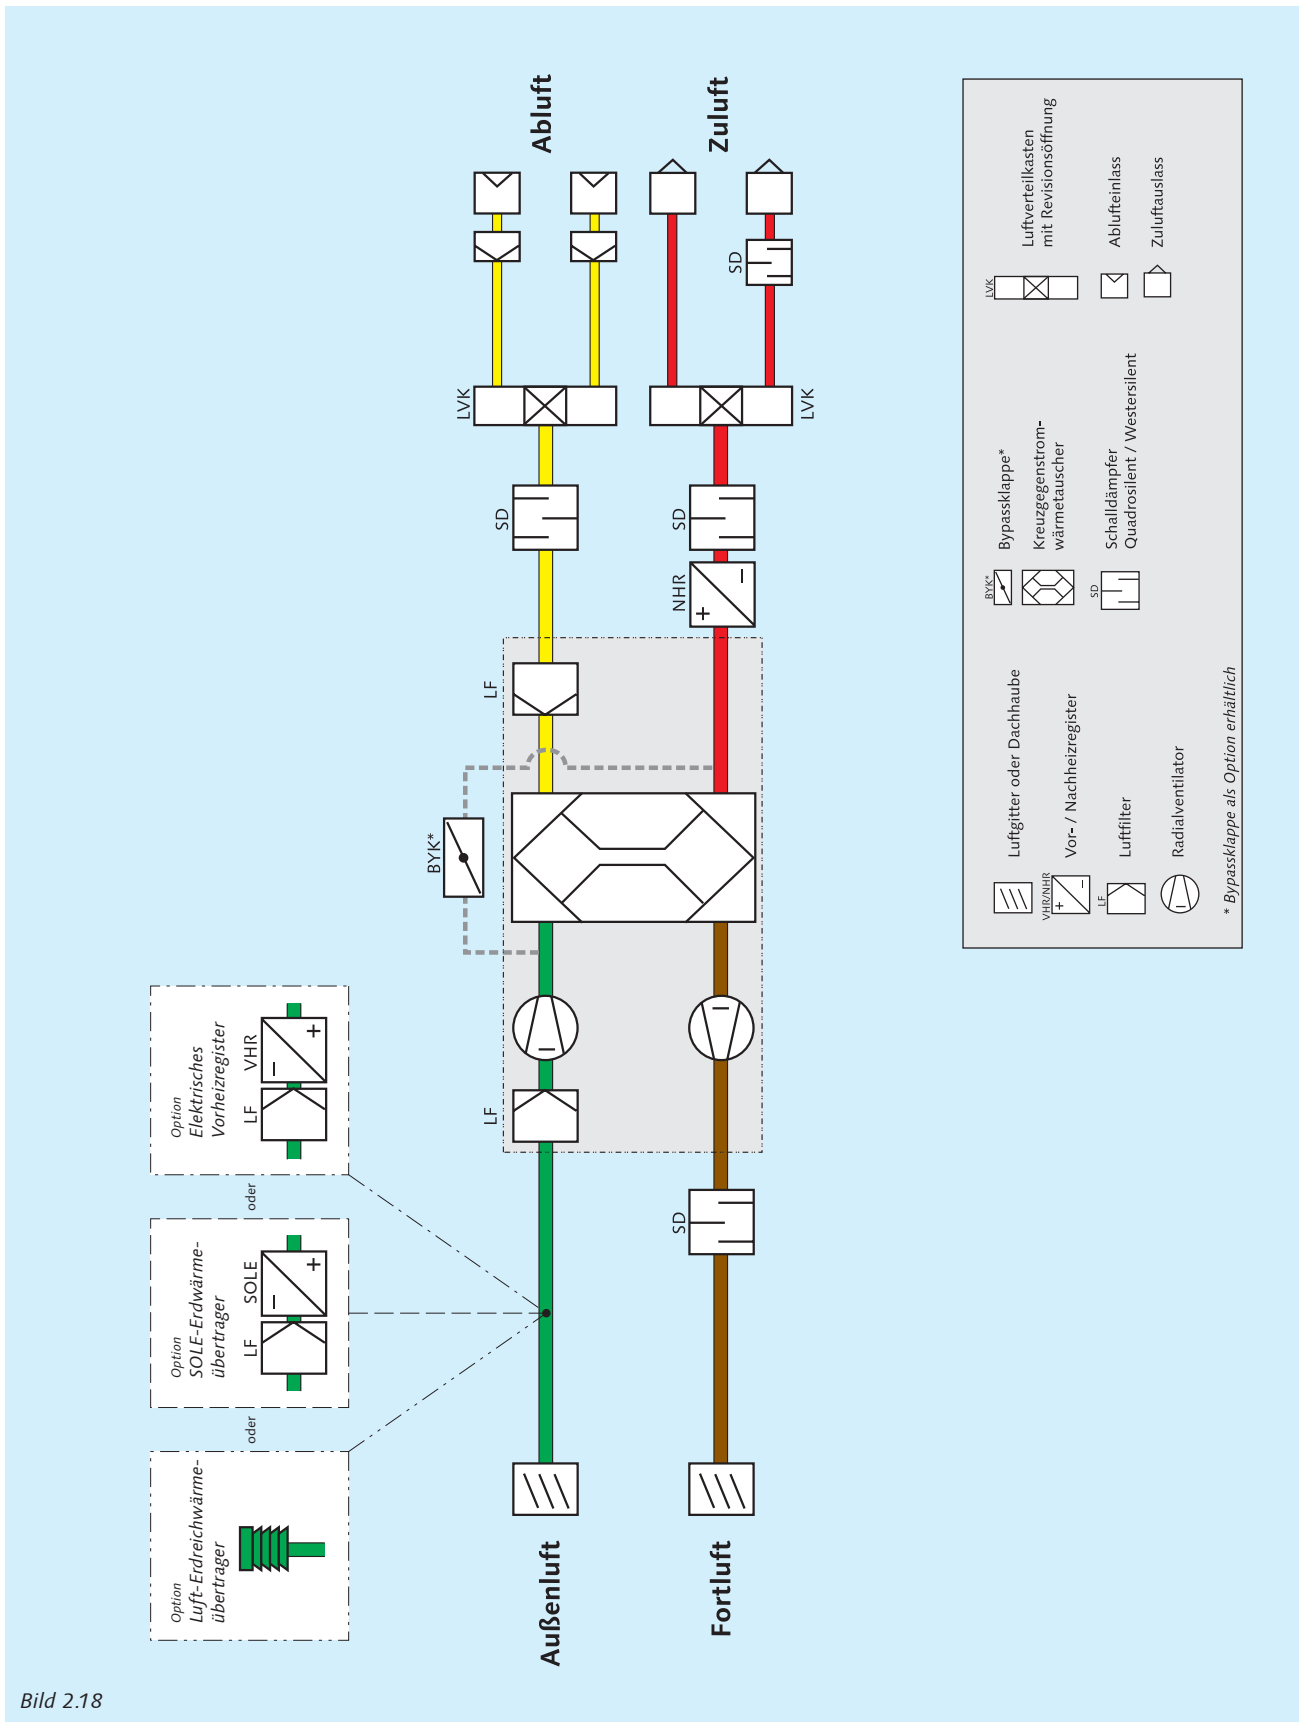 Option
Luft-Erdreichwärme-
übertrager
oder
Option
SOLE-Erdwärme-
übertrager
LF
SOLE
oder
Option
Elektrisches
Vorheizregister
LF
VHR
BYK*
Außenluft
LF
LF
SD
LVK
Abluft
Fortluft
SD
NHR
SD
LVK
SD
Zuluft
Luftgitter oder Dachhaube
VHR/NHR
Vor- / Nachheizregister
LF
Luftfilter
Radialventilator
BYK*
Bypassklappe*
Kreuzgegenstrom-
wärmetauscher
SD
Schalldämpfer
Quadrosilent / Westersilent
LVK
Luftverteilkasten
mit Revisionsöffnung
Ablufteinlass
Zuluftauslass
* Bypassklappe als Option erhältlich
Bild 2.18